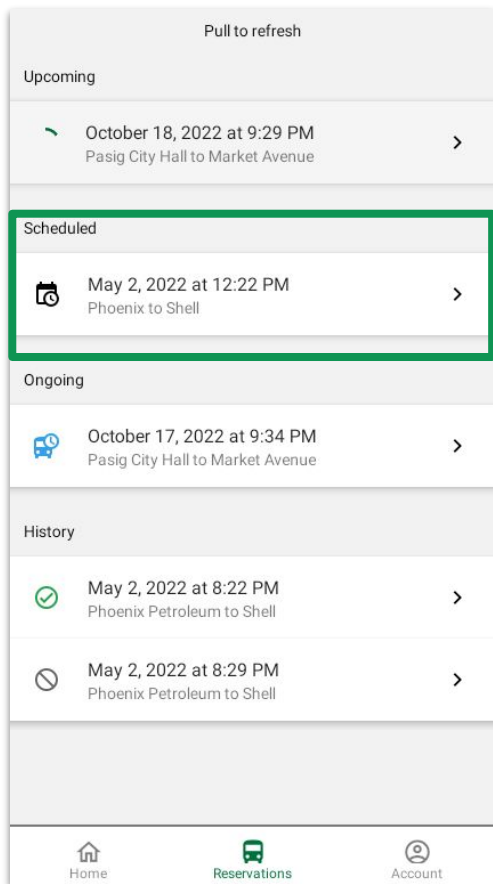 Pull to refresh
Upcoming
October 18, 2022 at 9:29 PM
Pasig City Hall to Market Avenue
Scheduled
May 2, 2022 at 12:22 PM
Phoenix to Shell
Ongoing
October 17, 2022 at 9:34 PM
Pasig City Hall to Market Avenue
History
May 2, 2022 at 8:22 PM
Phoenix Petroleum to Shell
May 2, 2022 at 8:29 PM
Phoenix Petroleum to Shell
Home
Reservations
Account